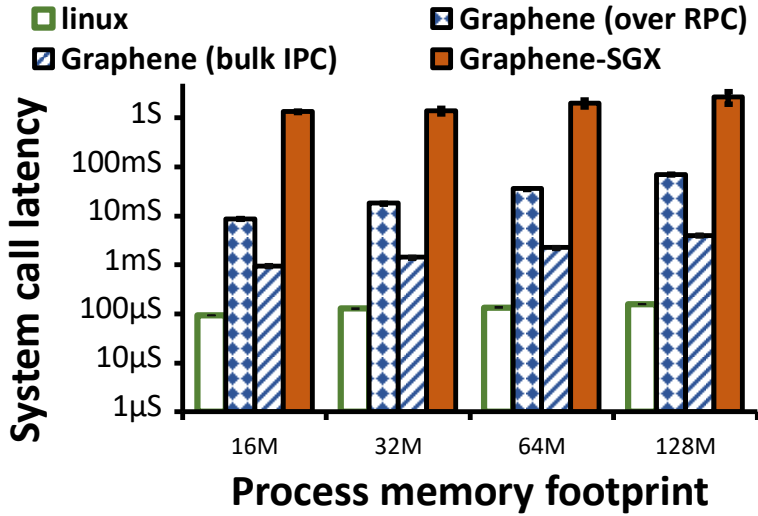 linux
Graphene (over RPC)
Graphene (bulk IPC)
Graphene-SGX
System call latency
1S
100mS
10mS
1mS
100µS
10µS
1µS
16M
32M
64M
128M
Process memory footprint